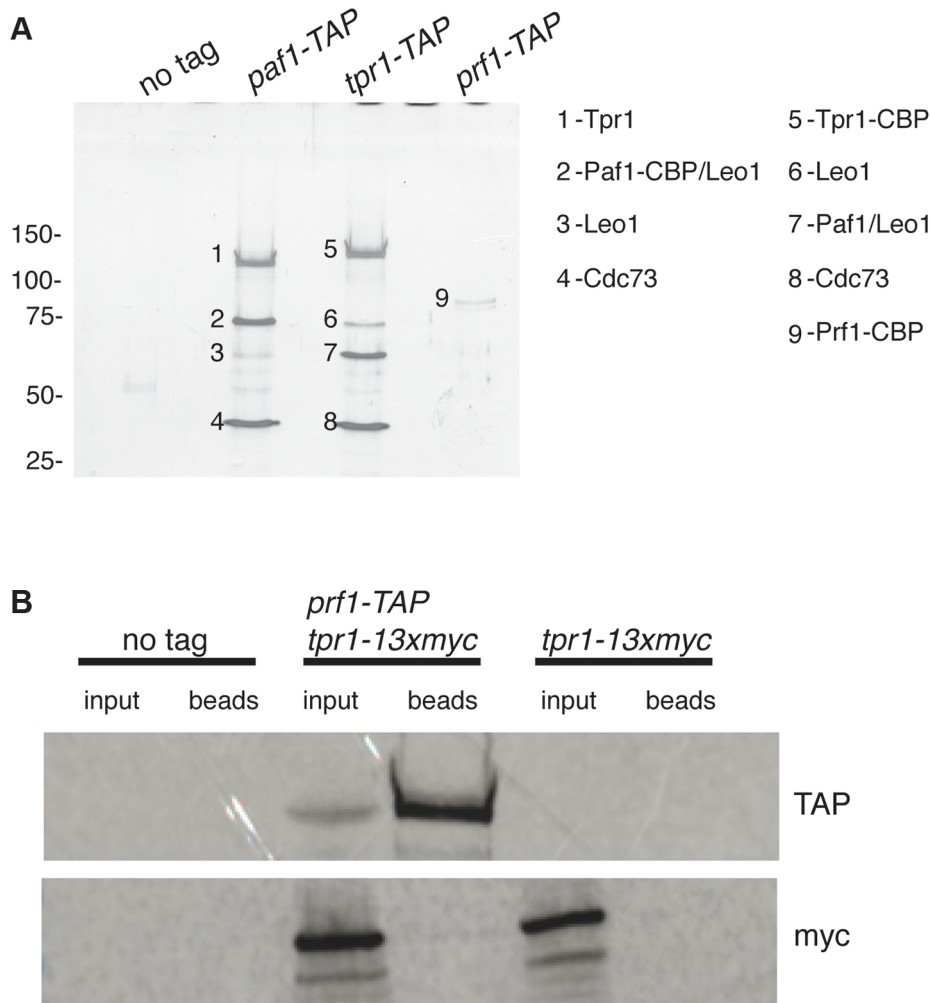 A
no tag
paf1-TAP
tpr1-TAP
prf1-TAP
150-
100-
75-
50-
25-
1
2
3
4
5
6
7
8
9
1-Tpr1
2-Paf1-CBP/Leo1
3-Leo1
4-Cdc73
5-Tpr1-CBP
6-Leo1
7-Paf1/Leo1
8-Cdc73
9-Prf1-CBP
B
no tag
prf1-TAP
tpr1-13xmyc
tpr1-13xmyc
input beads input beads input beads
TAP
myc